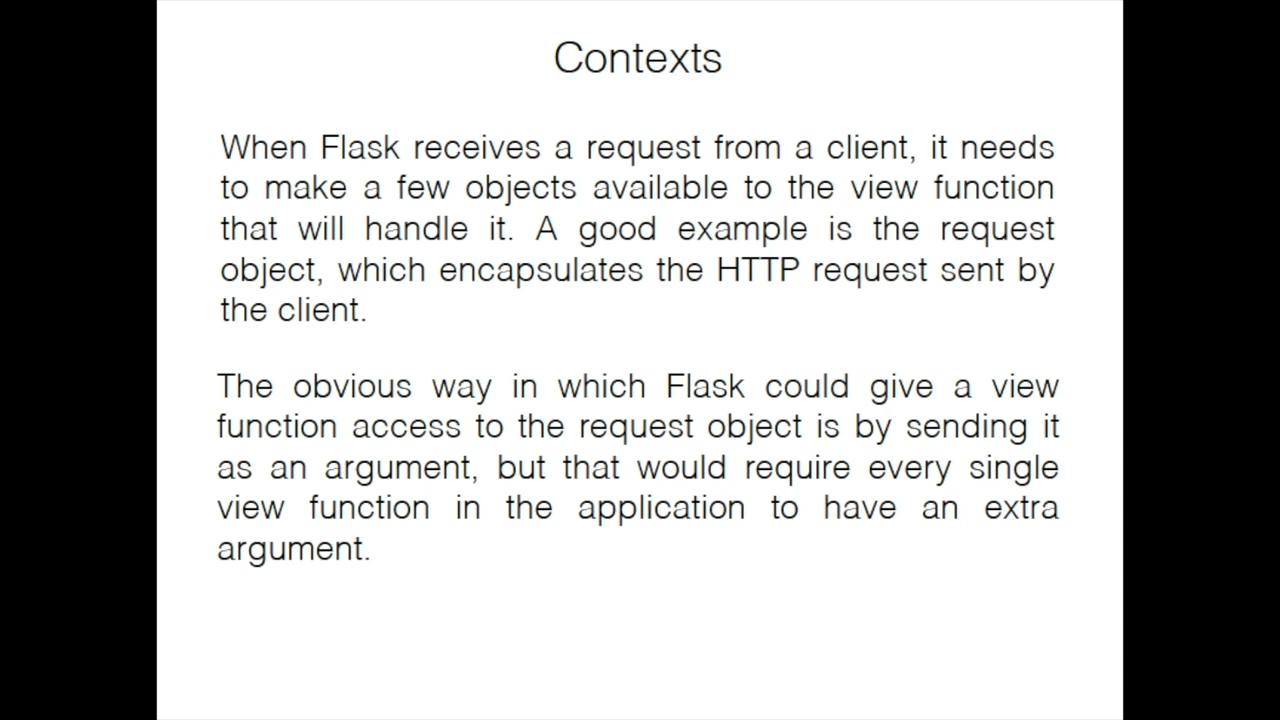 Contexts
When Flask receives a request from a client, it needs
to make a few objects available to the view function
that will handle it. A good example is the request
object, which encapsulates the HTTP request sent by
the client.
The obvious way in which Flask could give a view
function access to the request object is by sending it
as an argument, but that would require every single
view function in the application to have an extra
argument.